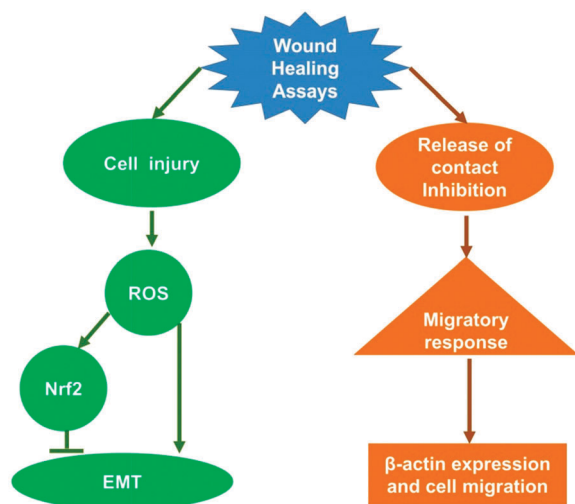 Wound
Healing
Assays
Cell injury
Release of
contact
Inhibition
ROS
Migratory
response
Nrf2
EMT
β-actin expression
and cell migration